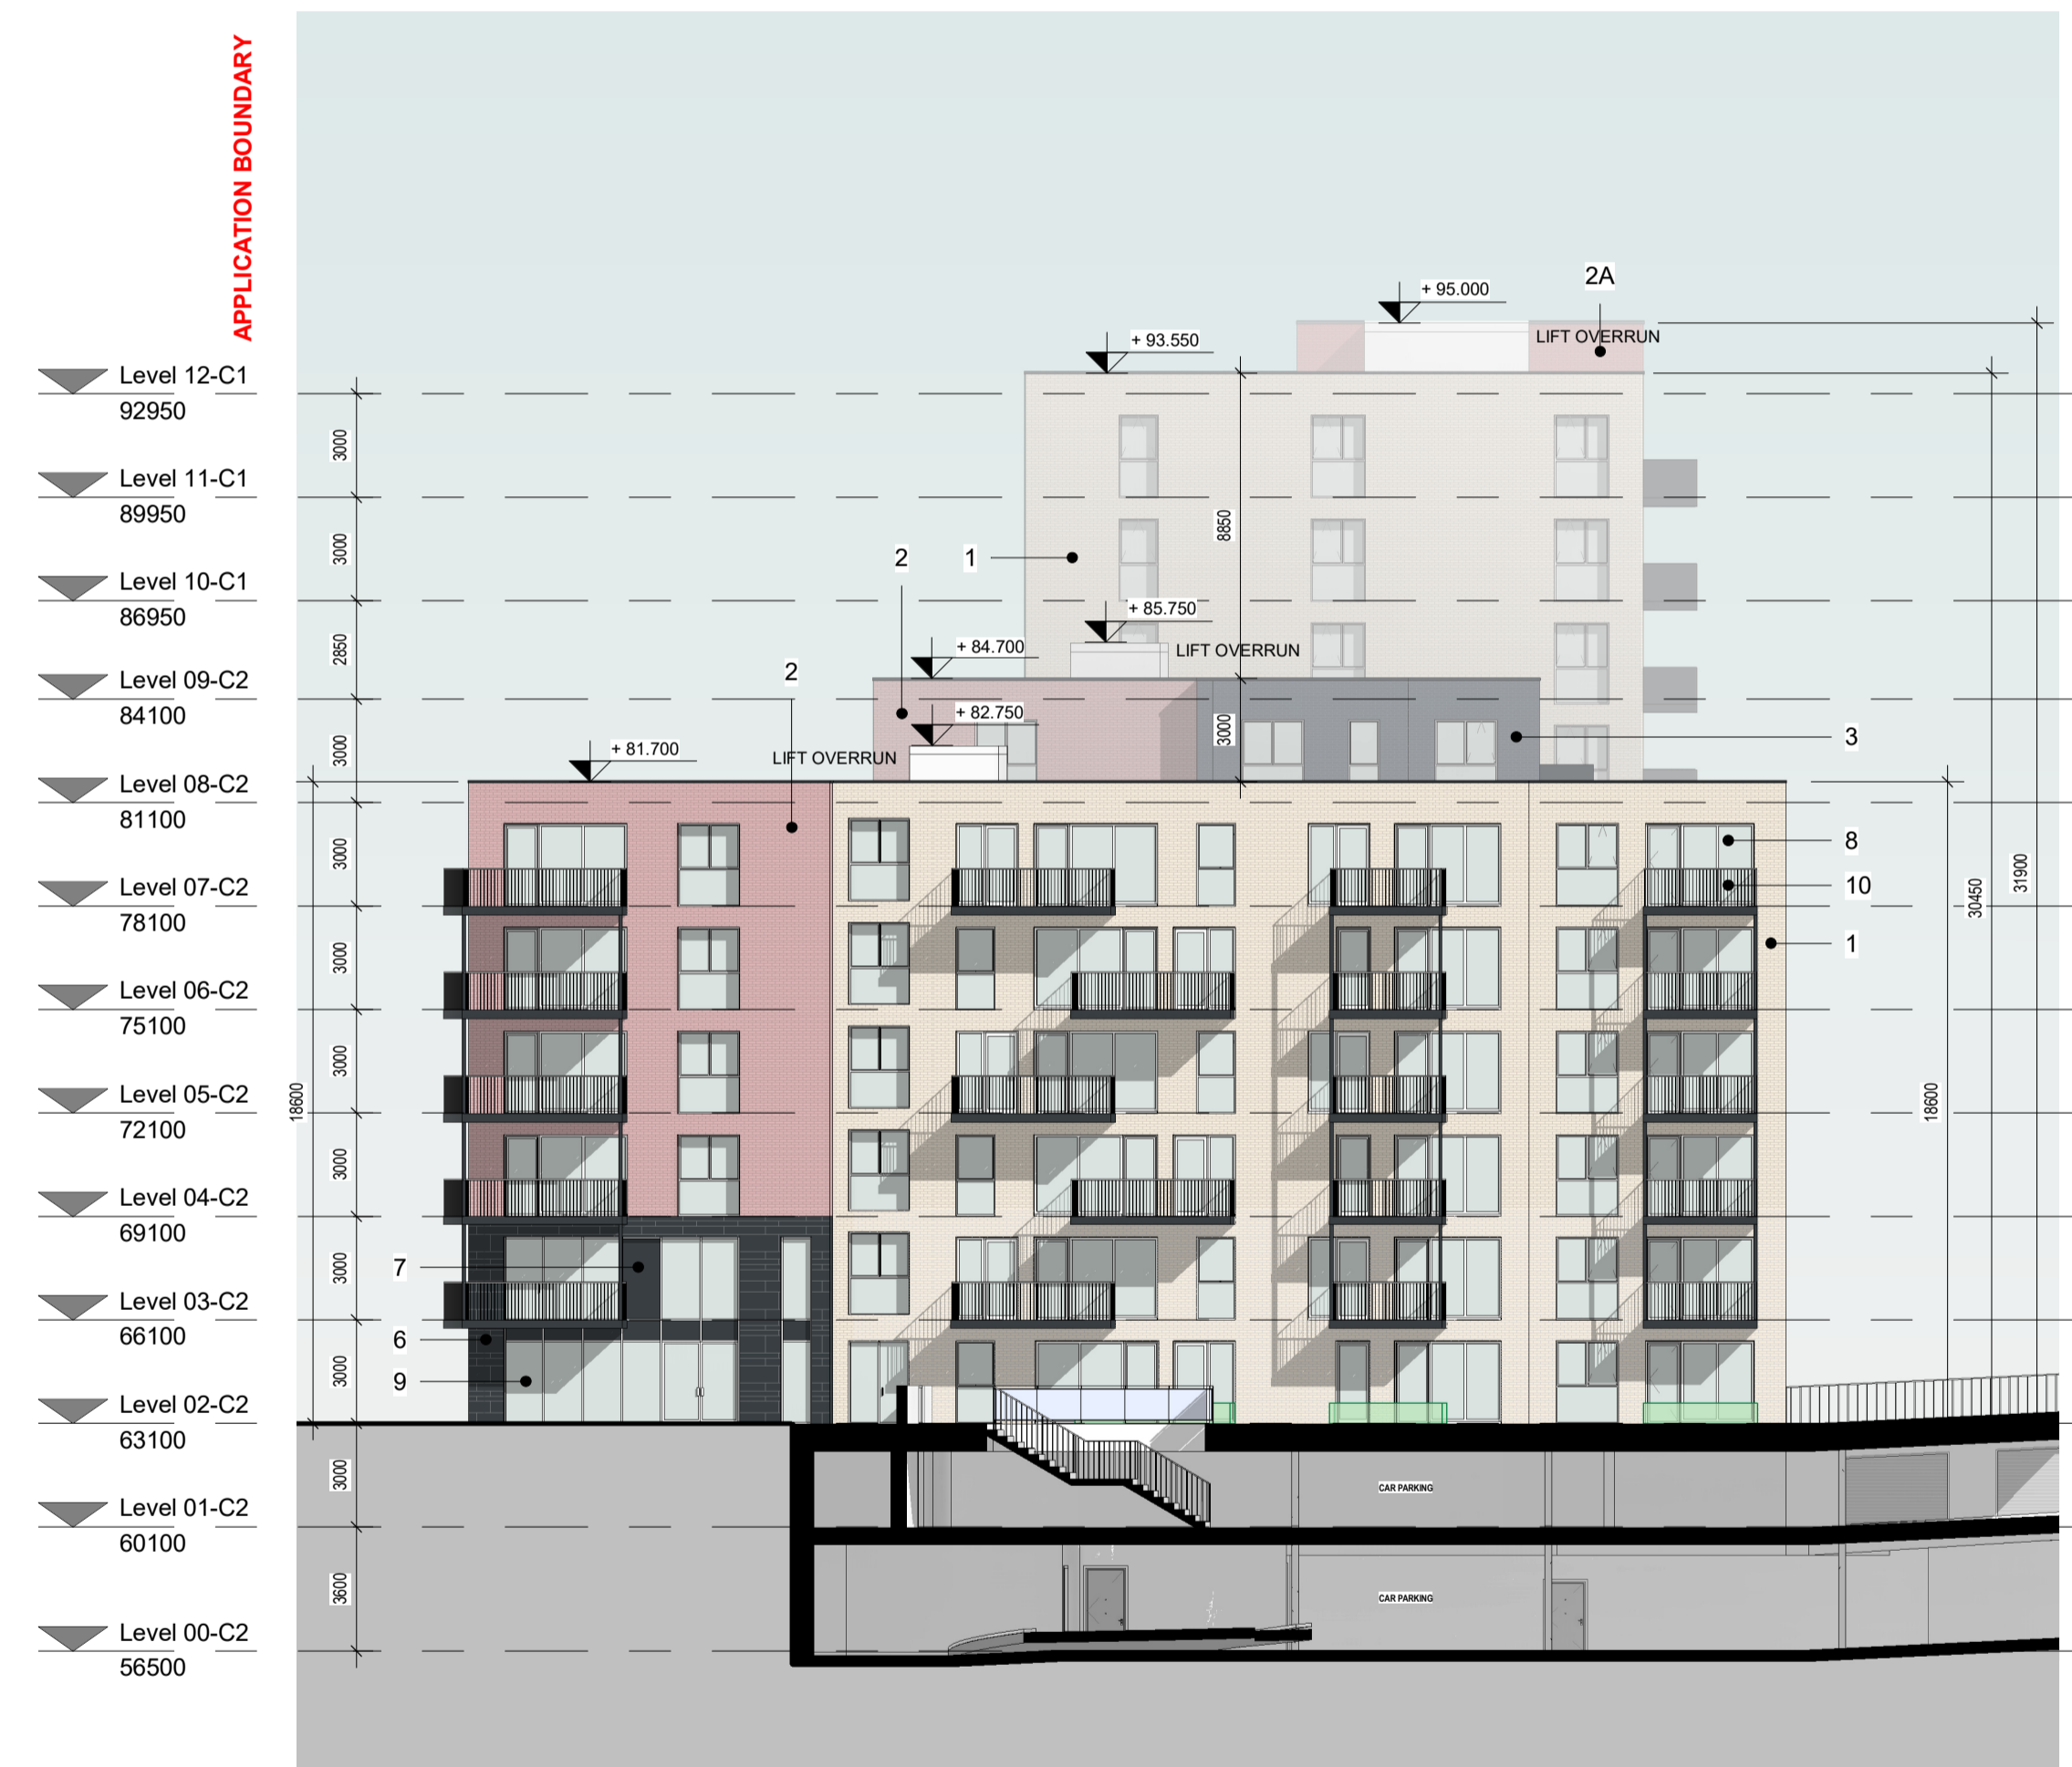 APPLICATION BOUNDARY
+ 95.000
2A
LIFT OVERRUN
+ 93.550
Level 12-C1
92950
3000
Level 11-C1
89950
3000
8850
2
1
Level 10-C1
86950
+ 85.750
LIFT OVERRUN
2850
+ 84.700
2
Level 09-C2
84100
+ 82.750
3000
3
3000
+ 81.700
LIFT OVERRUN
Level 08-C2
81100
3000
8
31900
30450
Level 07-C2
78100
10
1
3000
Level 06-C2
75100
3000
Level 05-C2
72100
18600
18600
3000
Level 04-C2
69100
3000
7
Level 03-C2
66100
6
3000
9
Level 02-C2
63100
3000
CAR PARKING
Level 01-C2
60100
3600
CAR PARKING
Level 00-C2
56500